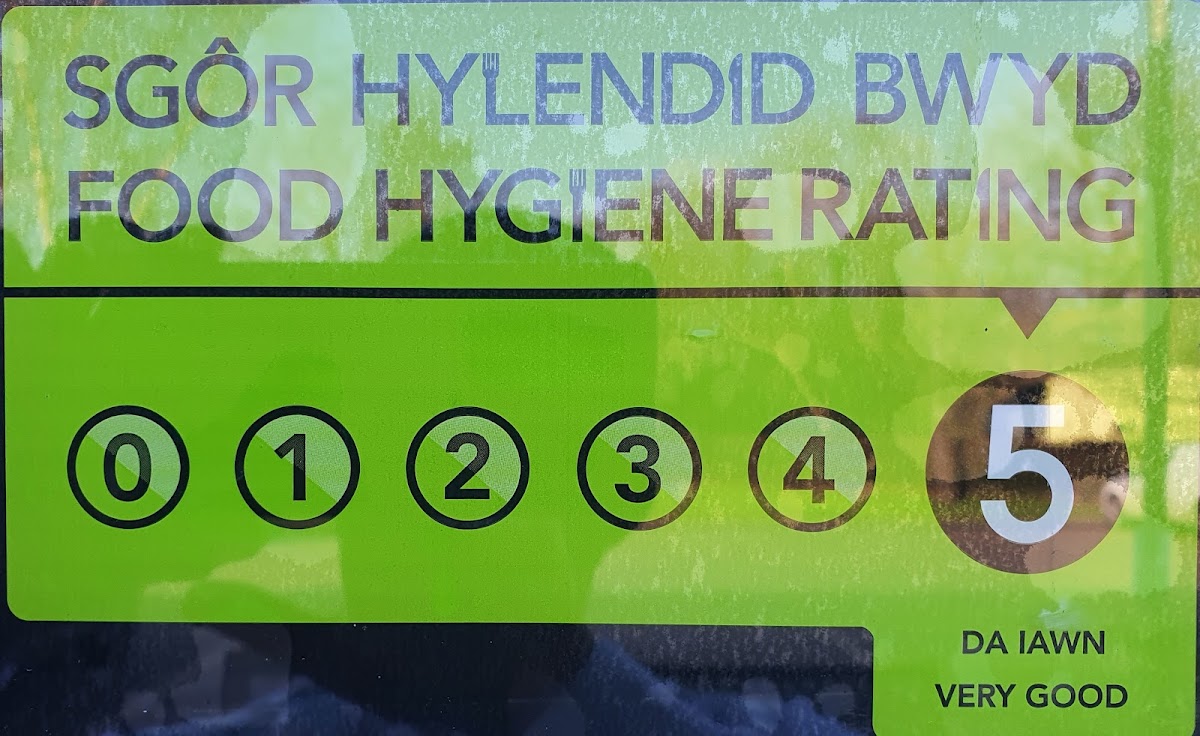 SGÔR HYLENDID BWYD
FOOD HYGIENE RATING
0 1 2 3 4 5
DA IAWN
VERY GOOD